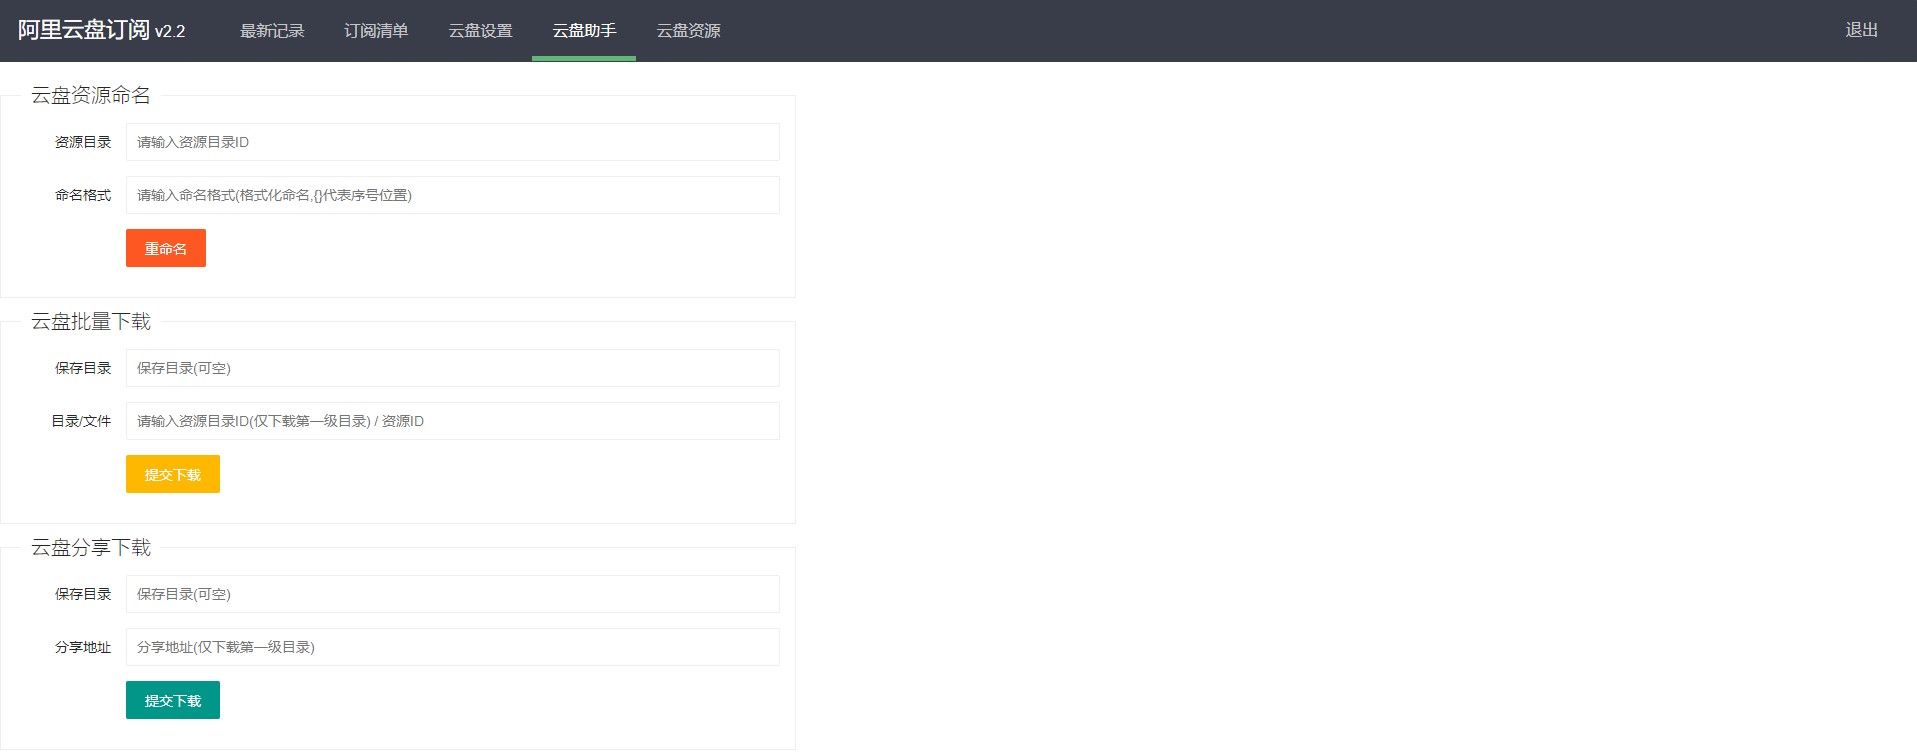 阿里云盘订阅 v2.2 最新记录 订阅清单 云盘设置 云盘助手 云盘资源 退出
云盘资源命名
资源目录 请输入资源目录ID
命名格式 请输入命名格式(格式化命名,{}代表序号位置)
重命名
云盘批量下载
保存目录 保存目录(可空)
目录/文件 请输入资源目录ID(仅下载第一级目录) / 资源ID
提交下载
云盘分享下载
保存目录 保存目录(可空)
分享地址 分享地址(仅下载第一级目录)
提交下载